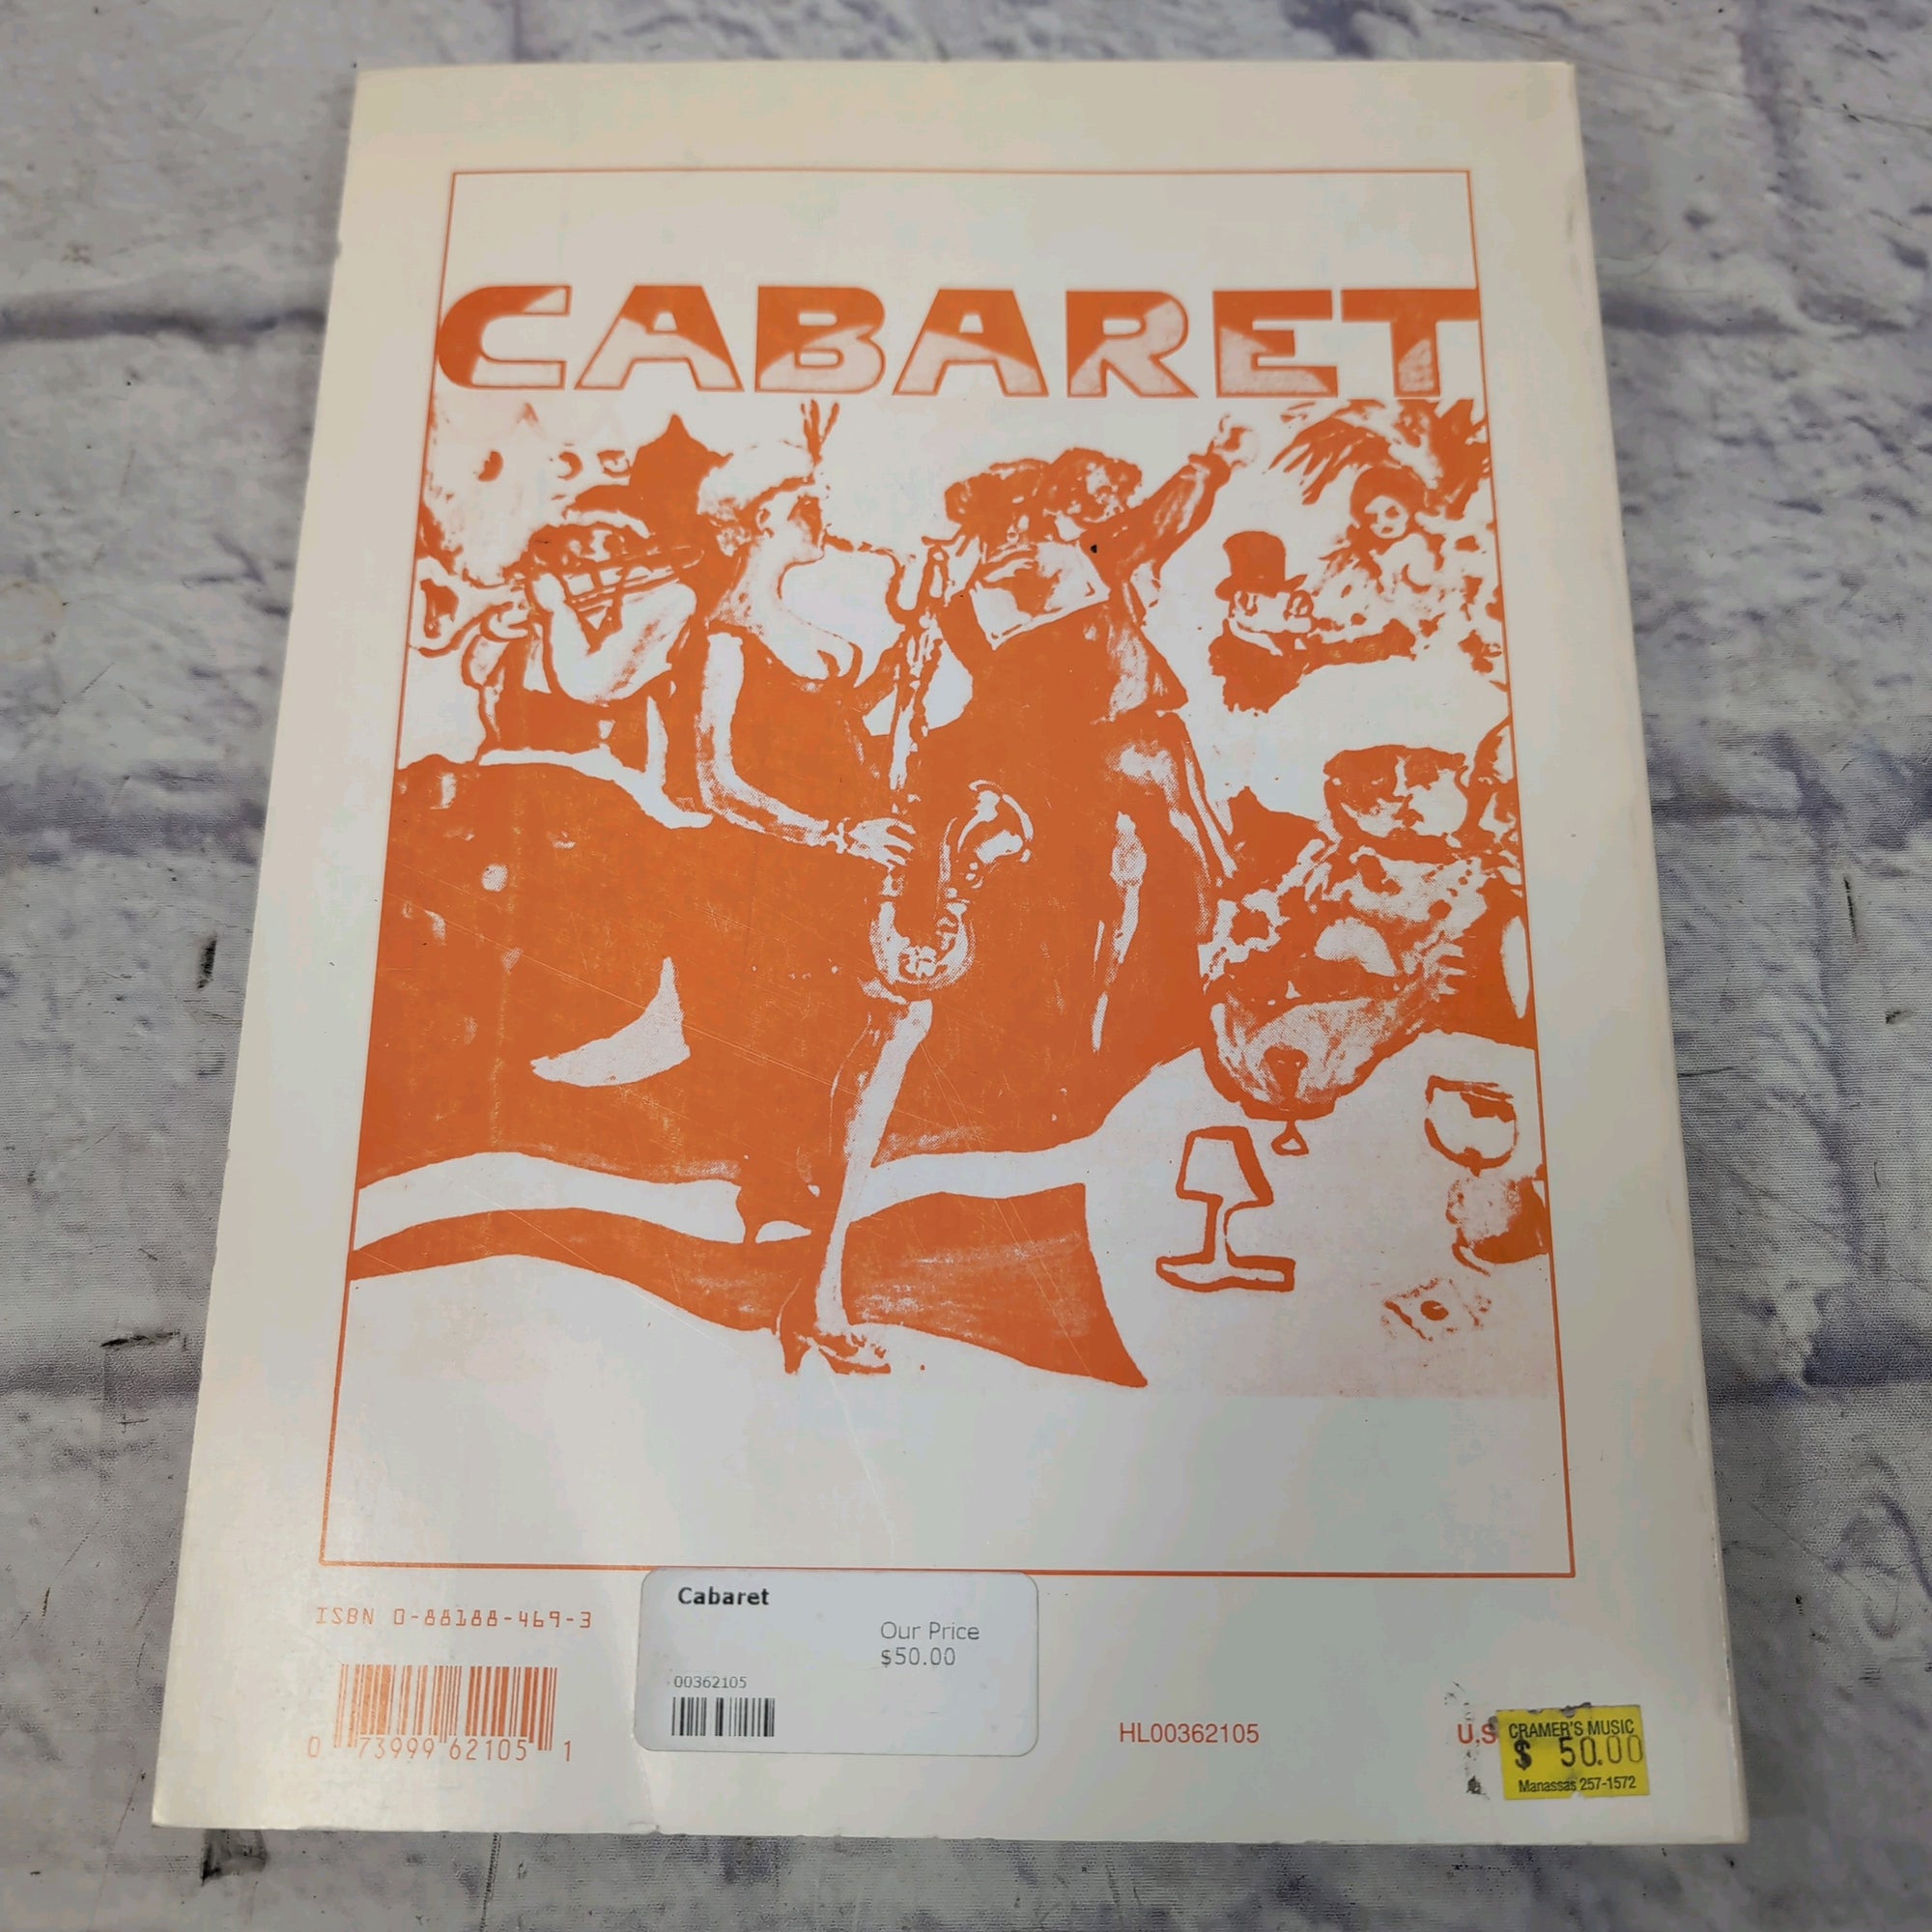 CABARET
ISBN 0-88188-469-3
0 73999 62105 1
Cabaret
Our Price
$50.00
00362105
HL00362105
U.S
CRAMER'S MUSIC
$ 50.00
Manassas 257-1572